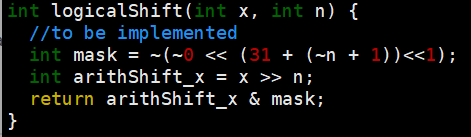 int logicalShift(int x, int n) {
  //to be implemented
  int mask = ~(~0 << (31 + (~n + 1))<<1);
  int arithShift_x = x >> n;
  return arithShift_x & mask;
}